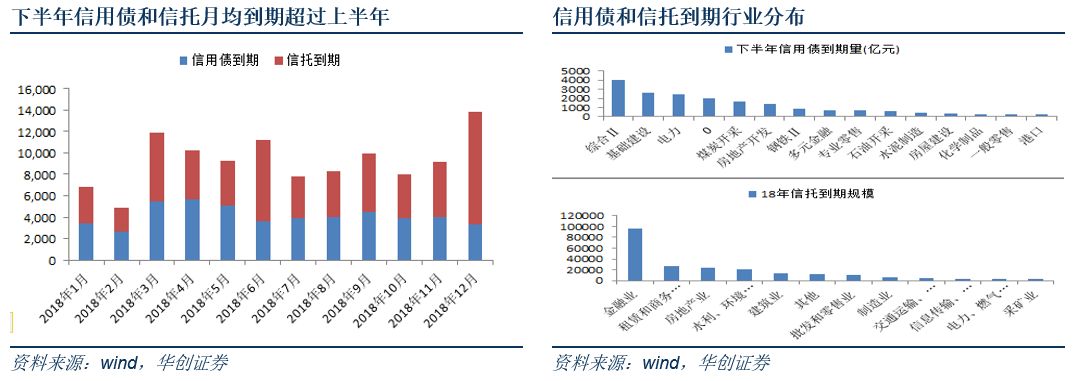 下半年信用债和信托月均到期超过上半年
信用债到期 信托到期
16,000
14,000
12,000
10,000
8,000
6,000
4,000
2,000
0
2018年1月
2018年2月
2018年3月
2018年4月
2018年5月
2018年6月
2018年7月
2018年8月
2018年9月
2018年10月
2018年11月
2018年12月
资料来源：wind，华创证券
信用债和信托到期行业分布
下半年信用债到期量(亿元)
5000
4000
3000
2000
1000
0
综合II
基础建设
电力
0
煤炭开采
房地产开发
钢铁II
多元金融
专业零售
石油开采
水泥制造
房屋建设
化学制品
一般零售
港口
18年信托到期规模
120000
100000
80000
60000
40000
20000
0
金融业
租赁和商务…
房地产业
水利、环境…
建筑业
其他
批发和零售业
制造业
交通运输、…
信息传输、…
电力、燃气…
采矿业
资料来源：wind，华创证券